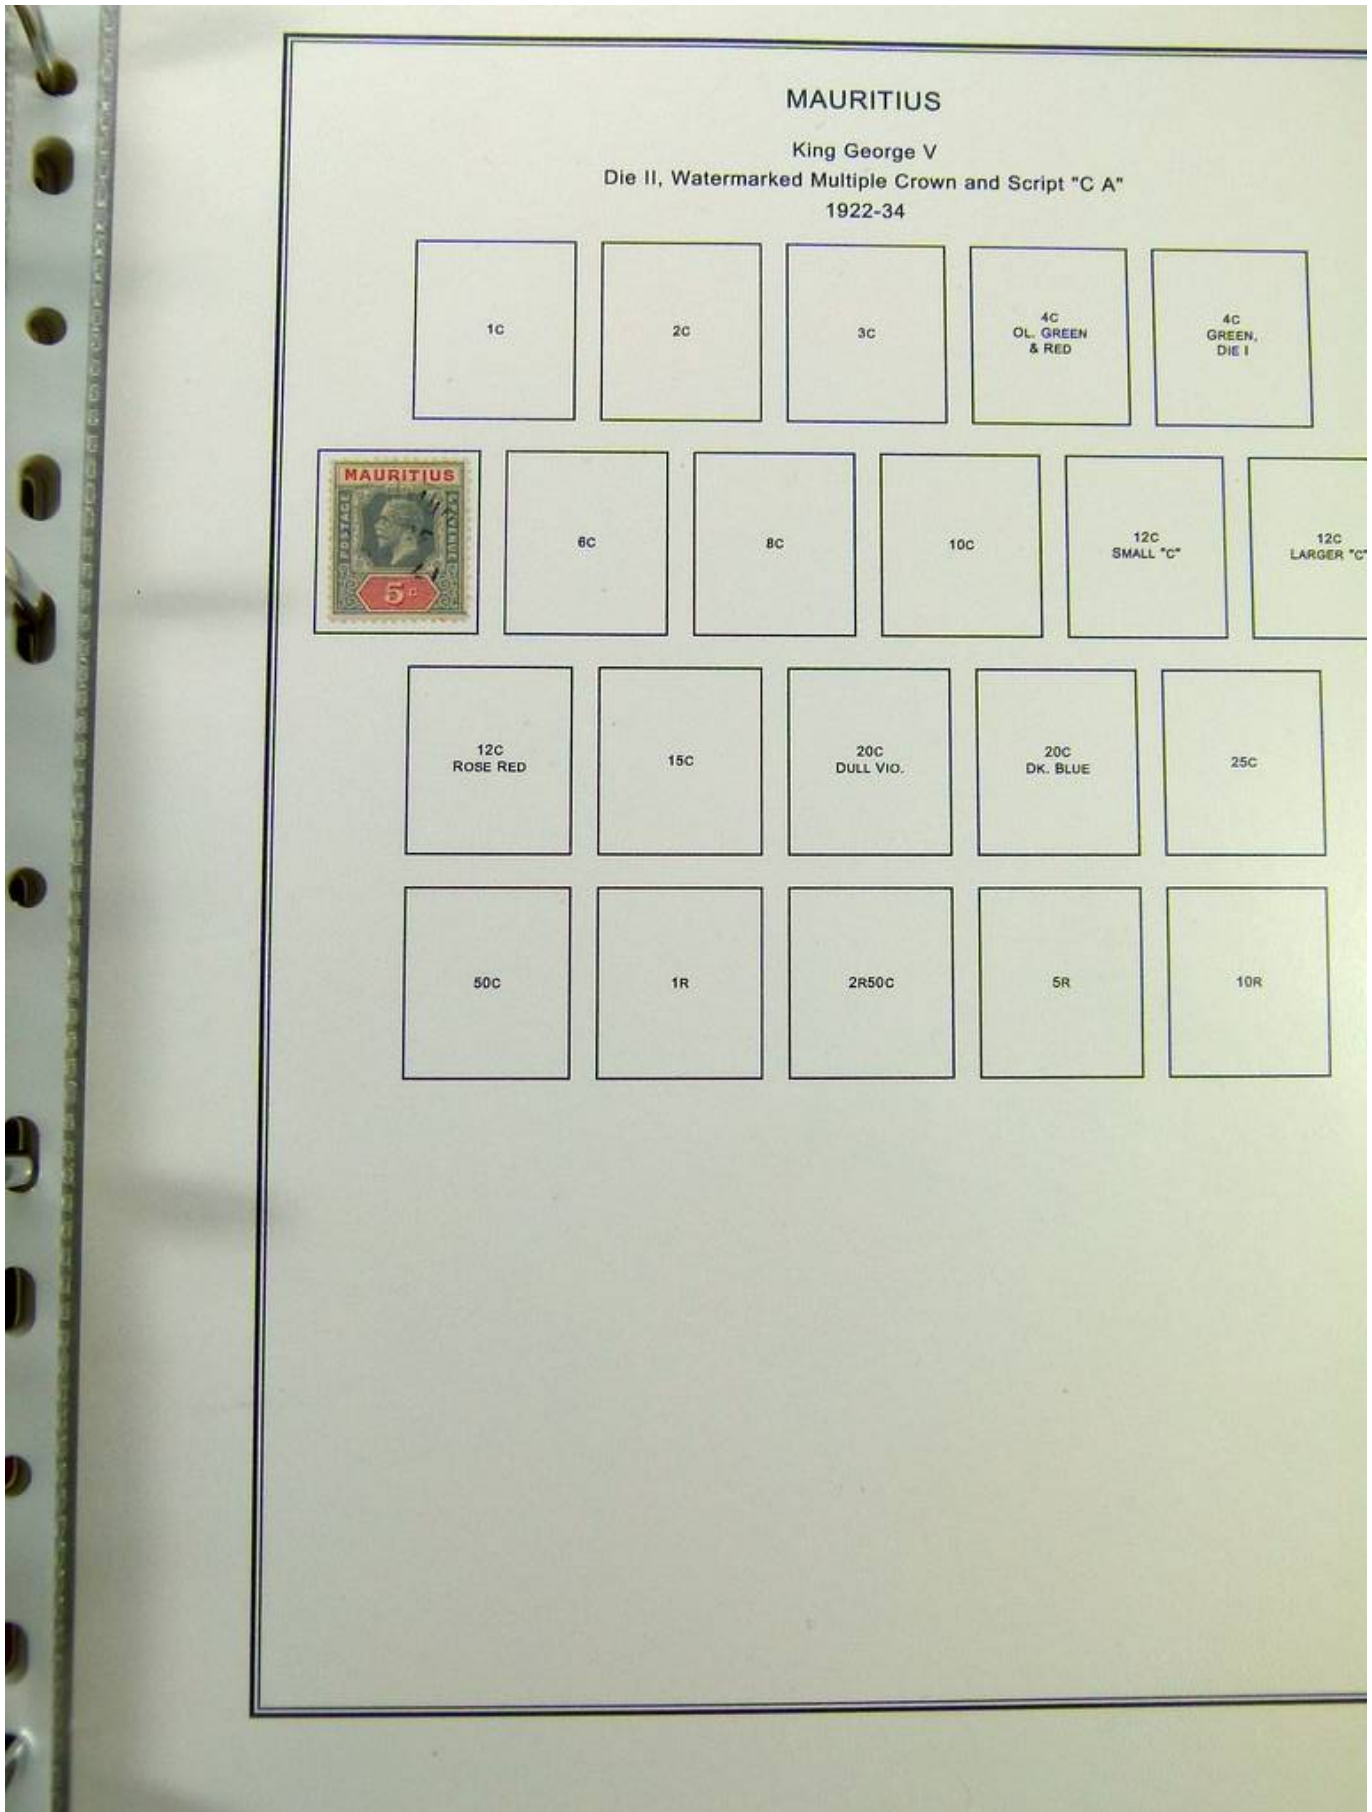 MAURITIUS
King George V
Die II, Watermarked Multiple Crown and Script "C A"
1922-34
1C
2C
3C
4C
OL. GREEN
& RED
4C
GREEN,
DIE I
MAURITIUS
POSTAGE
REVENUE
5c
6C
8C
10C
12C
SMALL "C"
12C
LARGER "C"
12C
ROSE RED
15C
20C
DULL VIO.
20C
DK. BLUE
25C
50C
1R
2R50C
5R
10R